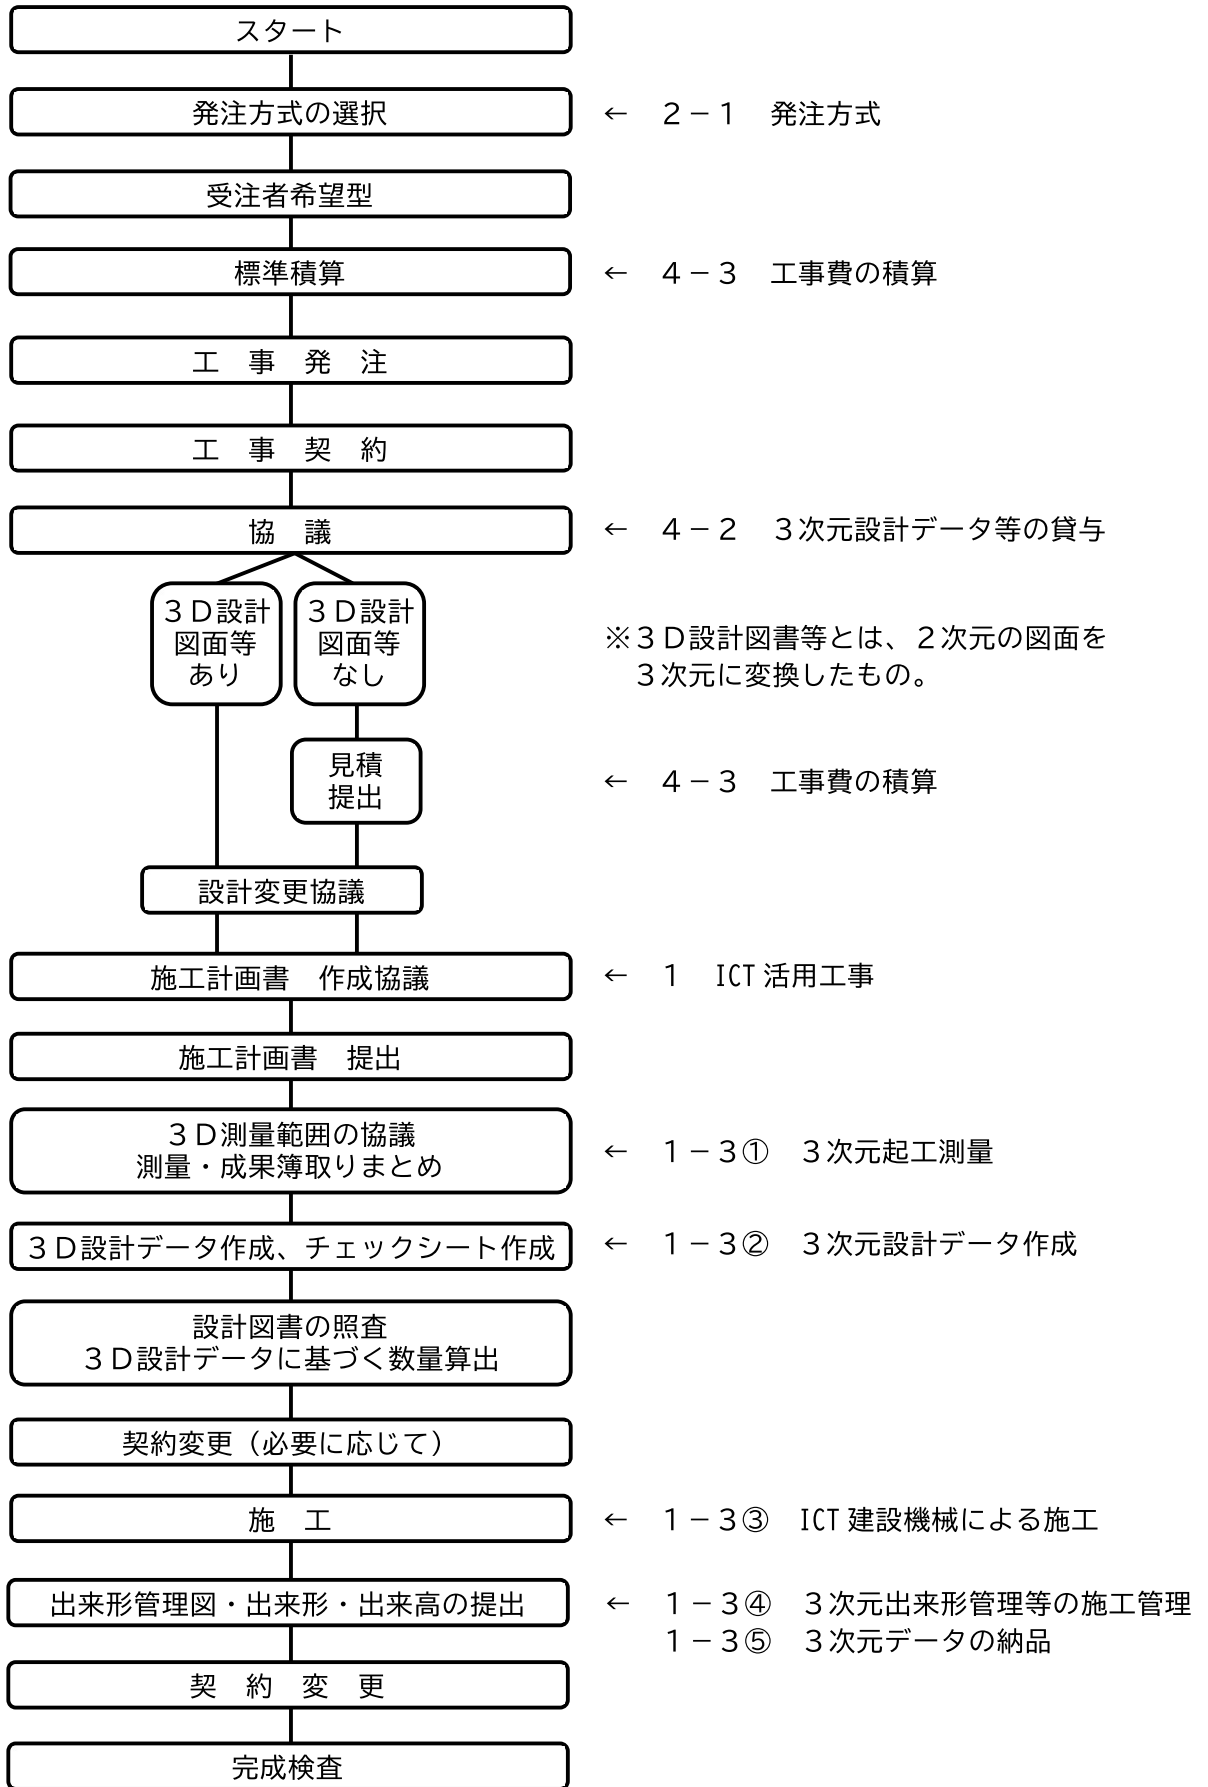 スタート
発注方式の選択
← ２－１　発注方式
受注者希望型
標準積算
← ４－３　工事費の積算
工　事　発　注
工　事　契　約
協　議
← ４－２　３次元設計データ等の貸与
３Ｄ設計
図面等
あり
３Ｄ設計
図面等
なし
※３Ｄ設計図書等とは、２次元の図面を
３次元に変換したもの。
見積
提出
← ４－３　工事費の積算
設計変更協議
施工計画書　作成協議
← １　ICT活用工事
施工計画書　提出
３Ｄ測量範囲の協議
測量・成果簿取りまとめ
← １－３①　３次元起工測量
３Ｄ設計データ作成、チェックシート作成
← １－３②　３次元設計データ作成
設計図書の照査
３Ｄ設計データに基づく数量算出
契約変更（必要に応じて）
施　工
← １－３③　ICT建設機械による施工
出来形管理図・出来形・出来高の提出
← １－３④　３次元出来形管理等の施工管理
１－３⑤　３次元データの納品
契　約　変　更
完成検査